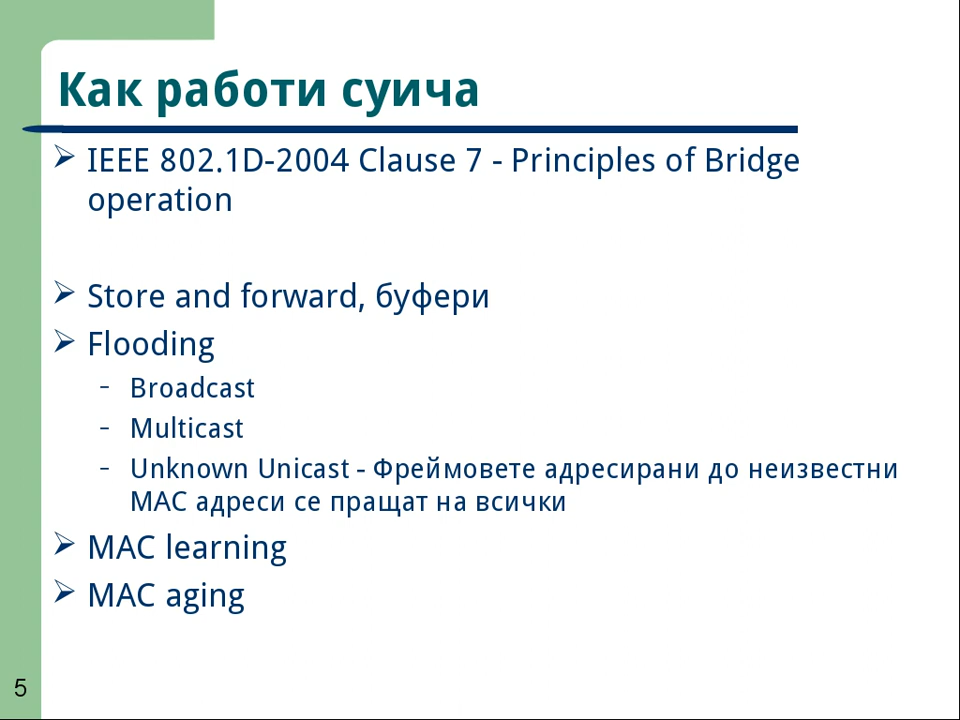 Как работи суича
IEEE 802.1D-2004 Clause 7 - Principles of Bridge
operation
Store and forward, буфери
Flooding
Broadcast
Multicast
Unknown Unicast - Фреймовете адресирани до неизвестни
MAC адреси се пращат на всички
MAC learning
MAC aging
5